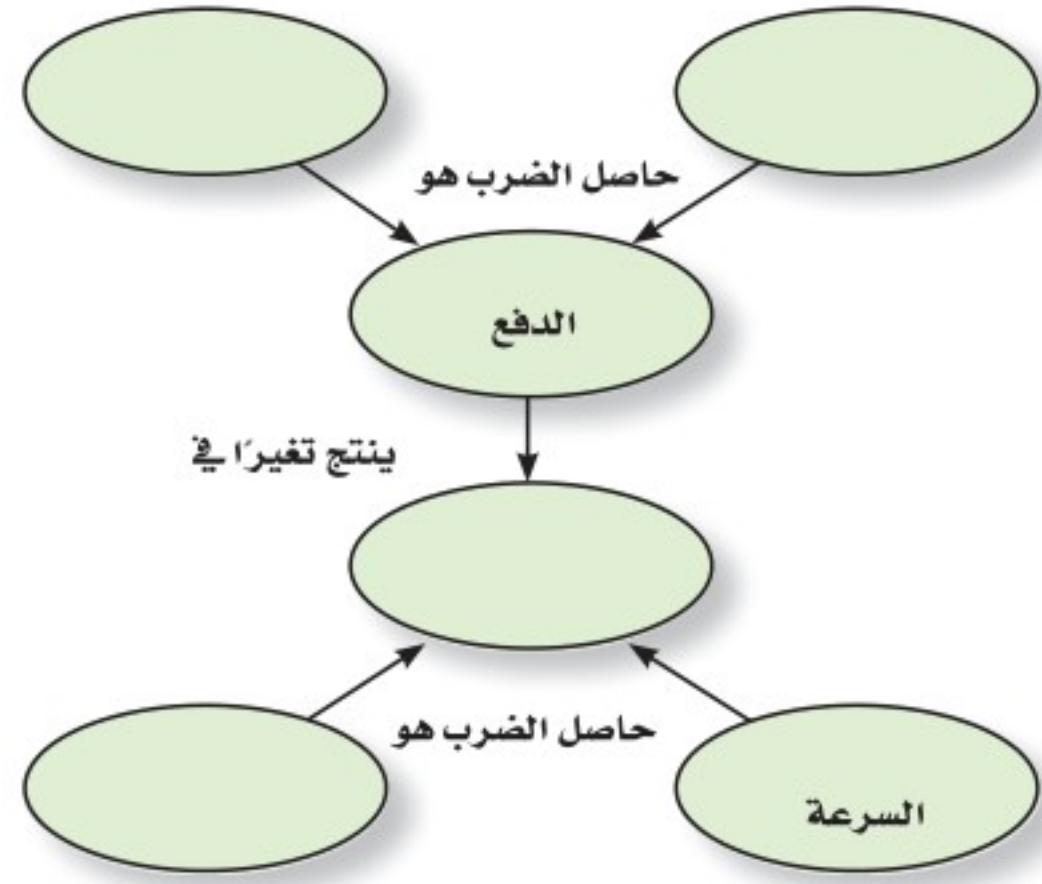 حاصل الضرب هو
الدفع
ينتج تغيرًا في
حاصل الضرب هو
السرعة